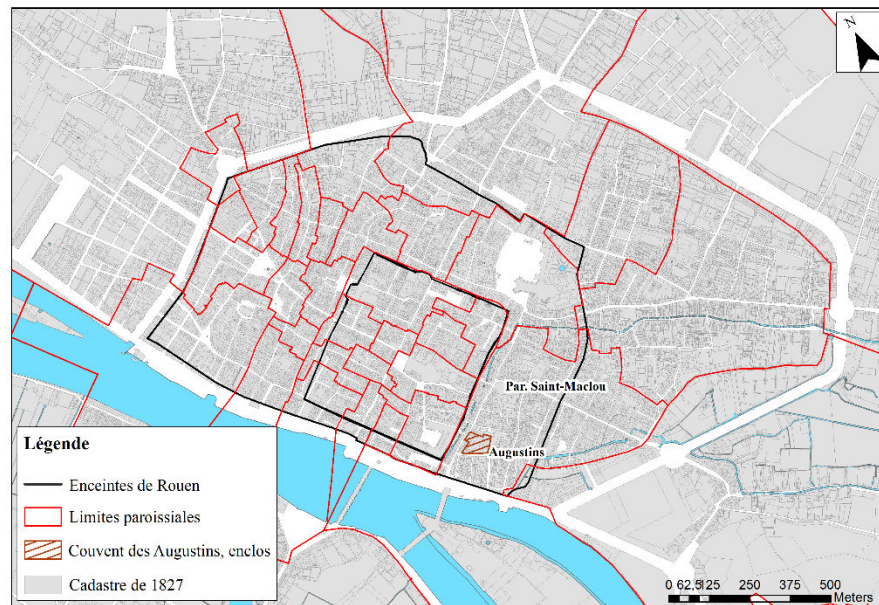 N
Par. Saint-Maclou
Augustins
Légende
Enceintes de Rouen
Limites paroissiales
Couvent des Augustins, enclos
Cadastre de 1827
0 62,5125 250 375 500
Meters